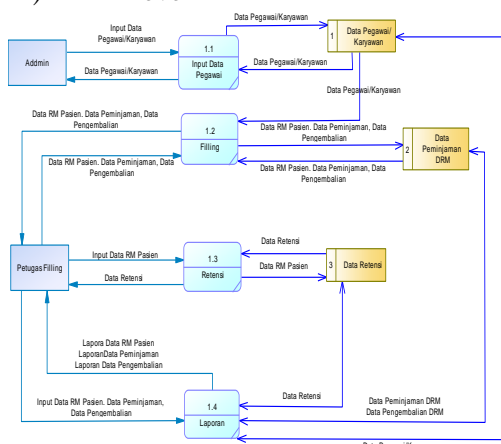 Input Data
Pegawai/Karyawan
Data Pegawai/Karyawan
Addmin
1.1
Input Data
Pegawai
1
Data Pegawai/
Karyawan
Data Pegawai/Karyawan
Data Pegawai/Karyawan
Data Pegawai/Karyawan
Data RM Pasien. Data Peminjaman, Data
Pengembalian
1.2
Filling
Data RM Pasien. Data Peminjaman, Data
Pengembalian
2
Data
Peminjaman
DRM
Data RM Pasien. Data Peminjaman, Data
Pengembalian
Data RM Pasien. Data Peminjaman, Data
Pengembalian
Petugas Filling
Input Data RM Pasien
Data Retensi
1.3
Retensi
Data Retensi
Data RM Pasien
3
Data Retensi
Lapora Data RM Pasien
LaporanData Peminjaman
Laporan Data Pengembalian
Input Data RM Pasien. Data Peminjaman,
Data Pengembalian
1.4
Laporan
Data Retensi
Data Peminjaman DRM
Data Pengembalian DRM